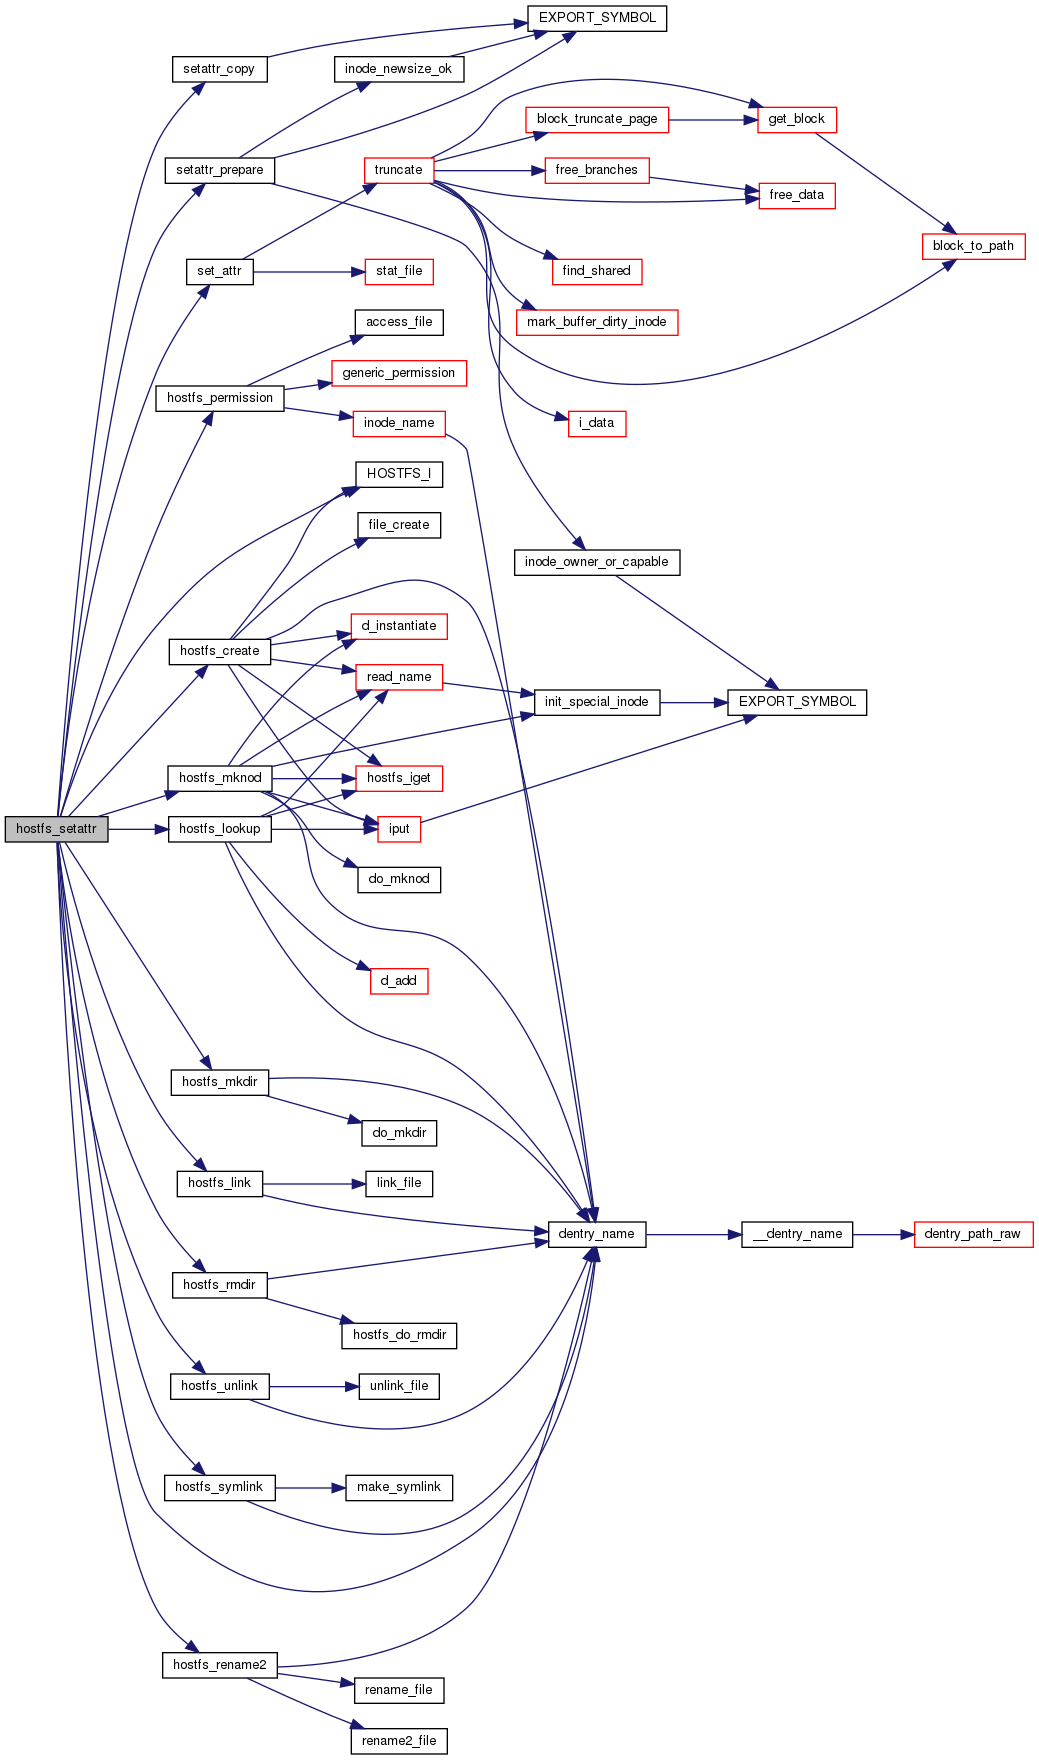 EXPORT_SYMBOL
setattr_copy
inode_newsize_ok
block_truncate_page
get_block
setattr_prepare
truncate
free_branches
free_data
block_to_path
set_attr
stat_file
find_shared
access_file
mark_buffer_dirty_inode
generic_permission
hostfs_permission
inode_name
i_data
HOSTFS_I
file_create
inode_owner_or_capable
d_instantiate
hostfs_create
read_name
init_special_inode
EXPORT_SYMBOL
hostfs_mknod
hostfs_iget
hostfs_setattr
hostfs_lookup
iput
do_mknod
d_add
hostfs_mkdir
do_mkdir
hostfs_link
link_file
dentry_name
__dentry_name
dentry_path_raw
hostfs_rmdir
hostfs_do_rmdir
hostfs_unlink
unlink_file
hostfs_symlink
make_symlink
hostfs_rename2
rename_file
rename2_file